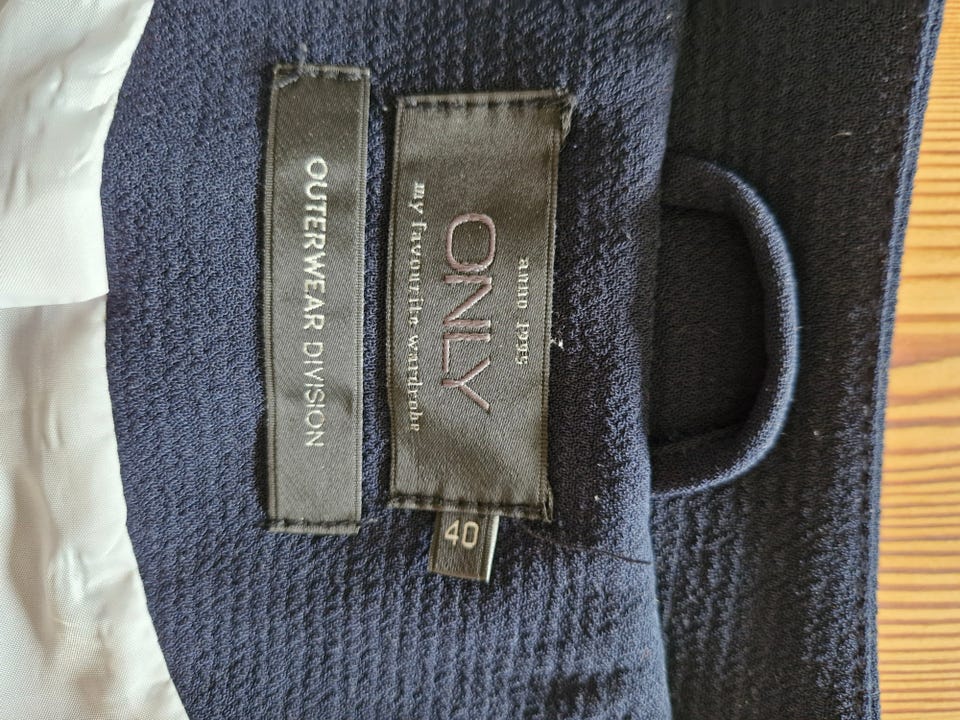 anno 1995
ONLY
my favourite wardrobe
OUTERWEAR DIVISION
40